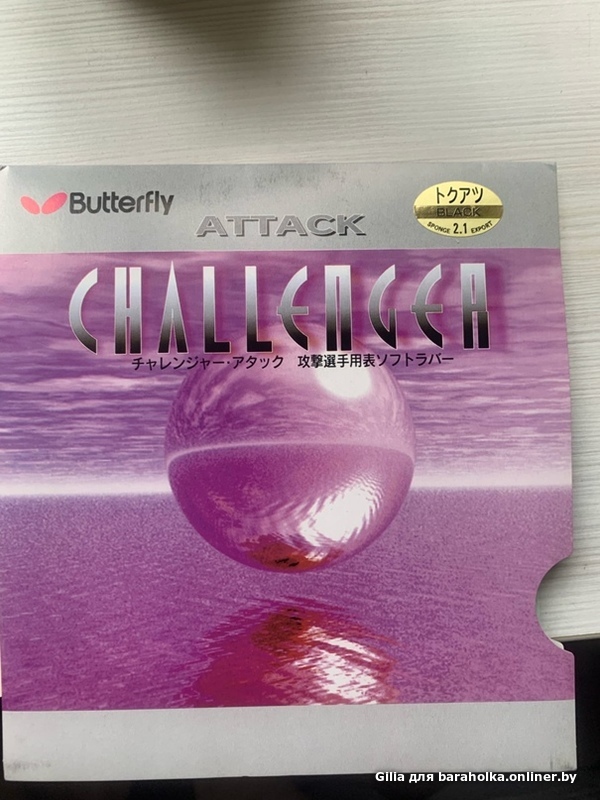 Butterfly
ATTACK
トクアツ
BLACK
SPONGE 2.1 EXPORT
CHALLENGER
チャレンジャー・アタック 攻撃選手用表ソフトラバー
Gilla для baraholka.onliner.by